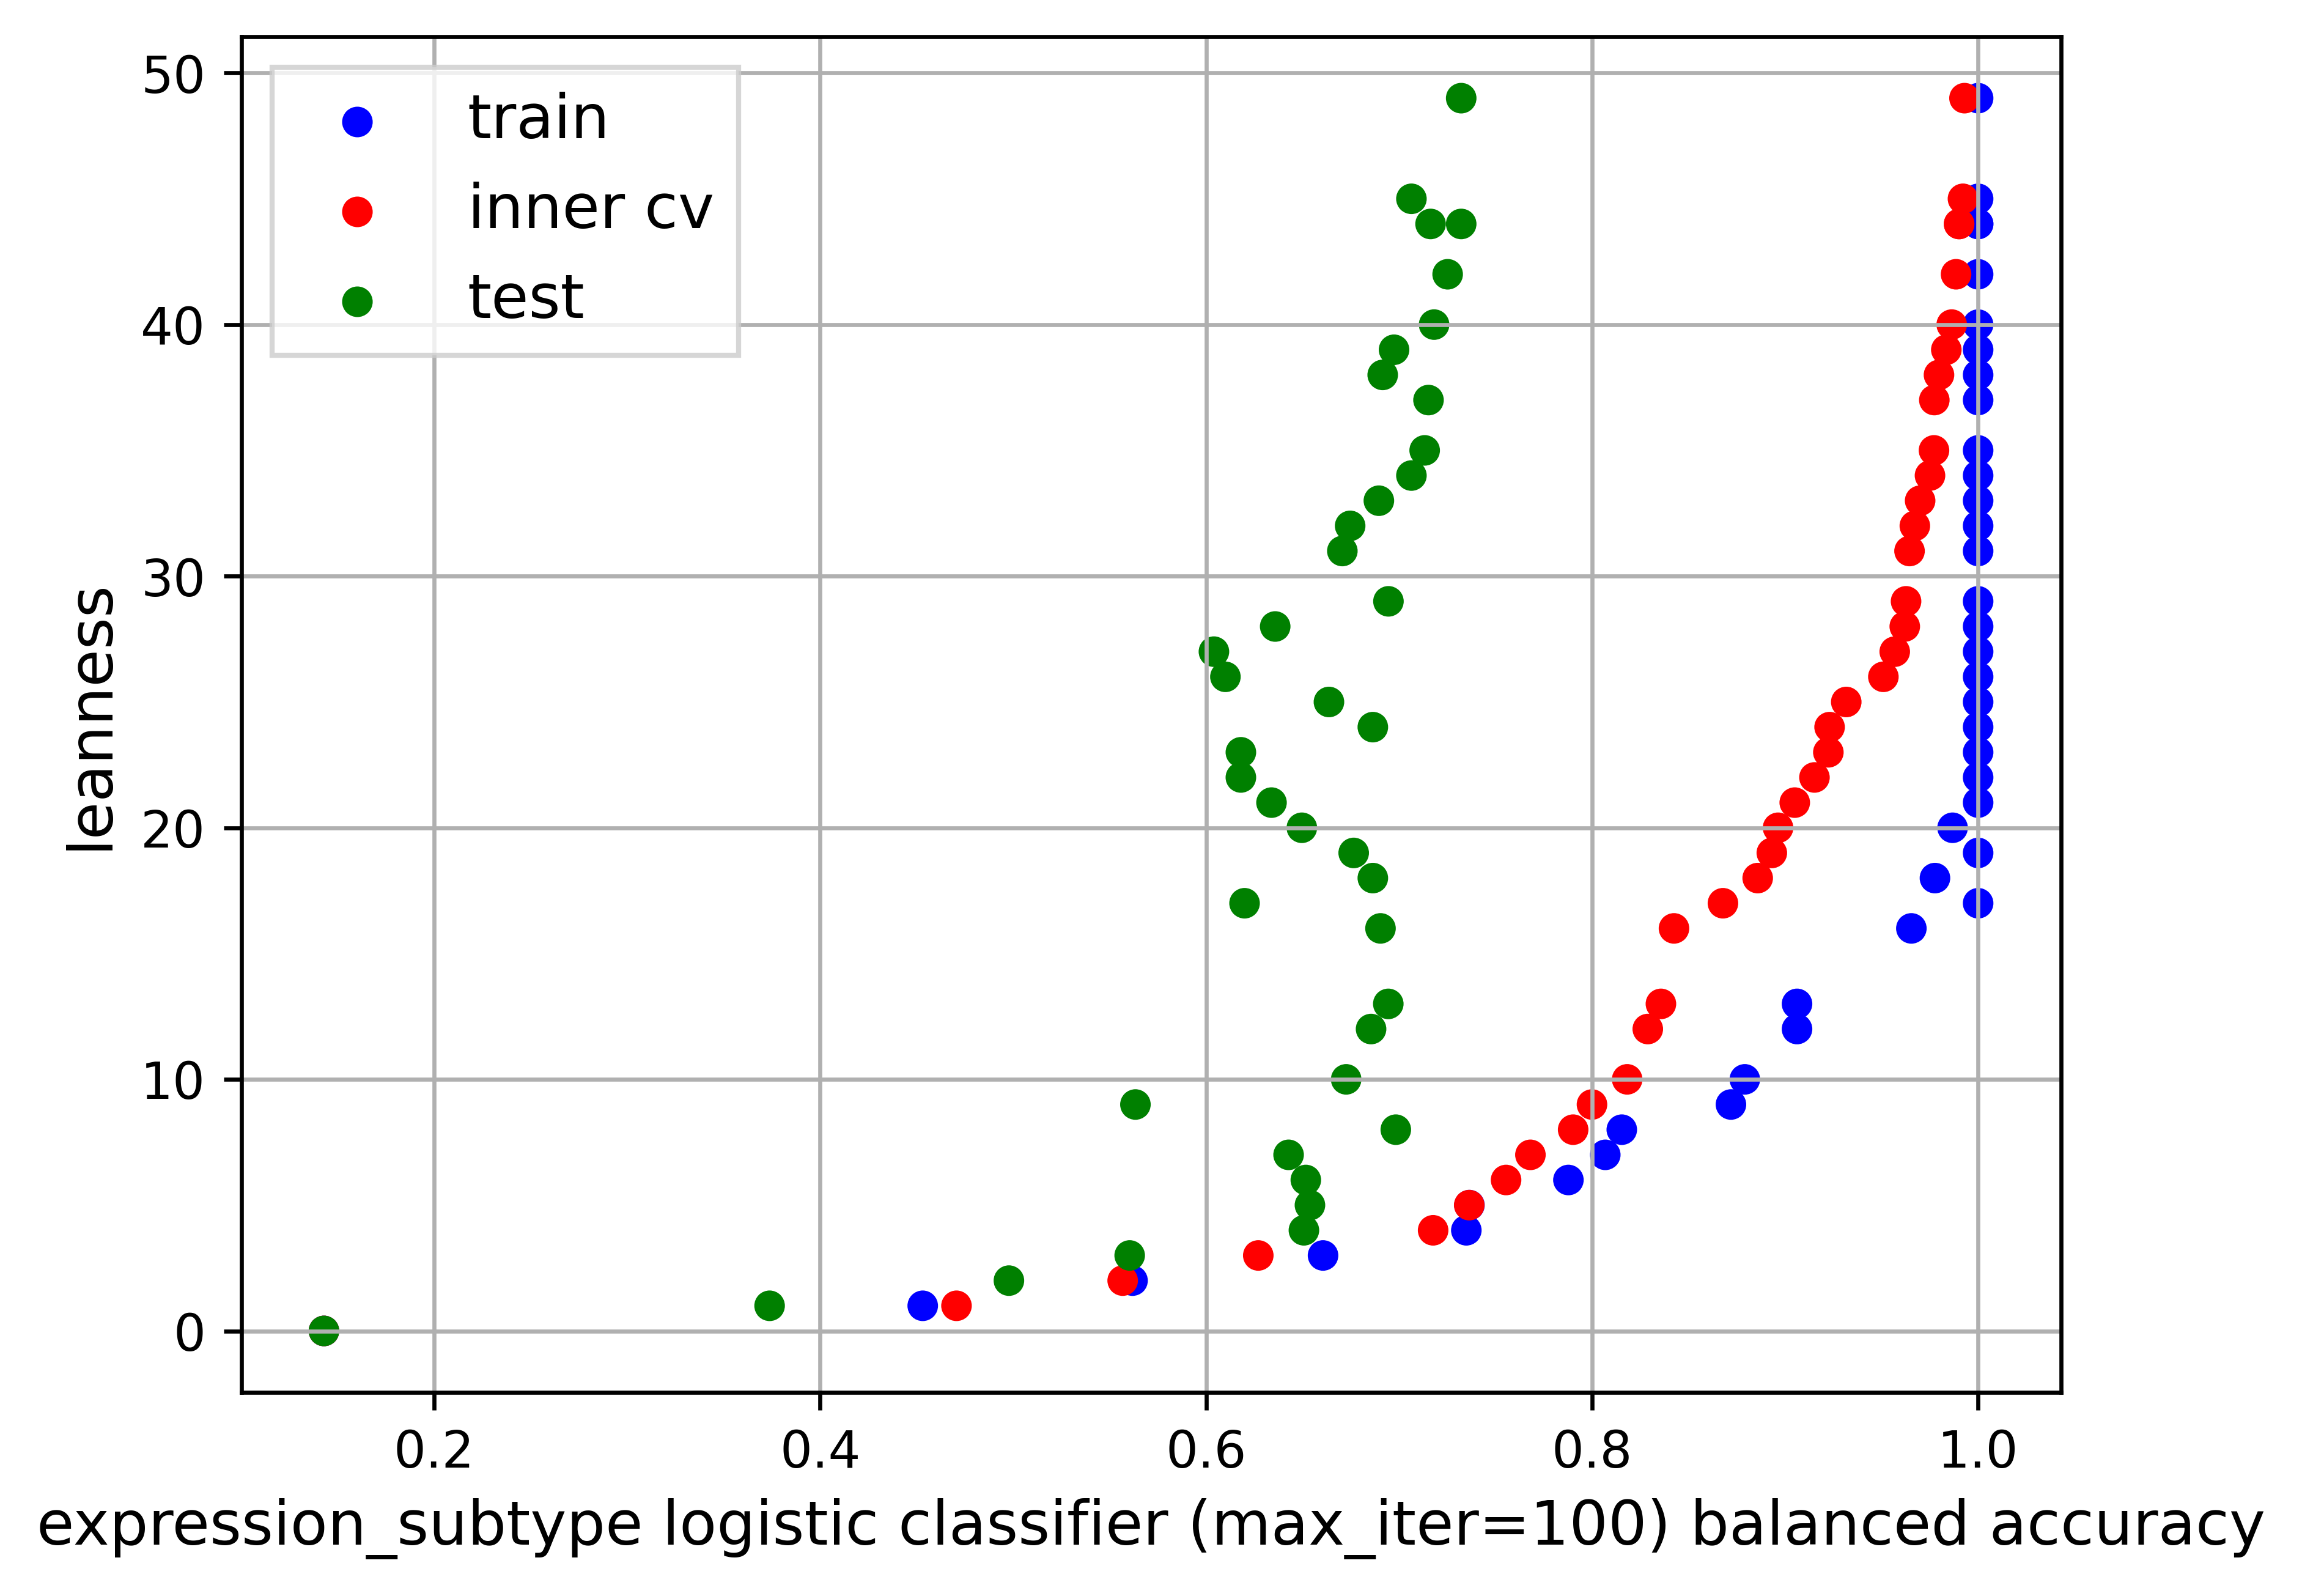 train
inner cv
test
50
40
30
20
10
0
leanness
0.2 0.4 0.6 0.8 1.0
expression_subtype logistic classifier (max_iter=100) balanced accuracy